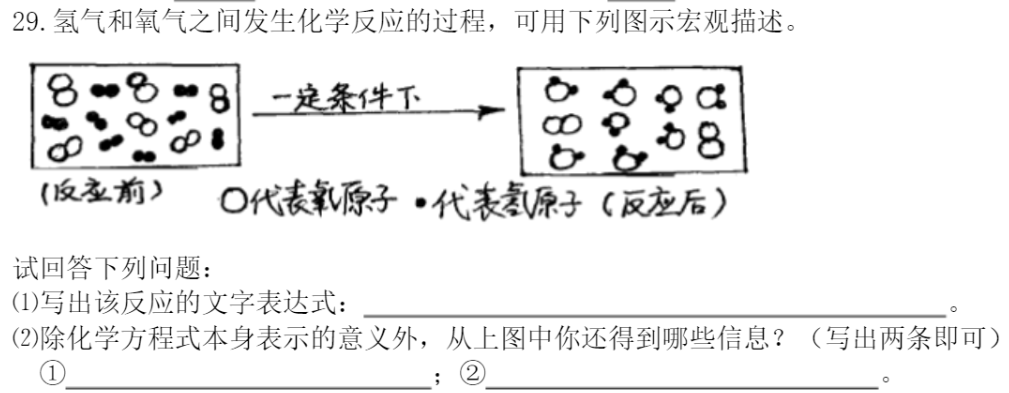 29.氢气和氧气之间发生化学反应的过程，可用下列图示宏观描述。
一定条件下
(反应前) 〇代表氧原子 •代表氢原子 (反应后)
试回答下列问题：
⑴写出该反应的文字表达式：。
⑵除化学方程式本身表示的意义外，从上图中你还得到哪些信息？（写出两条即可）
①；②。